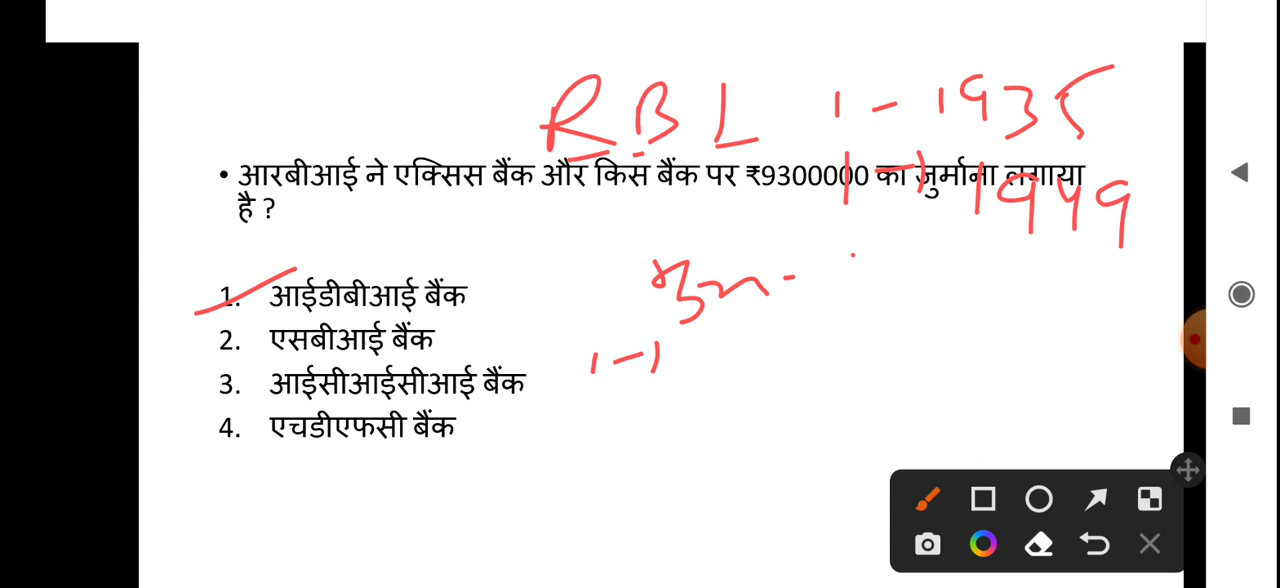 RBL 1-1935
• आरबीआई ने एक्सिस बैंक और किस बैंक पर ₹9300000 का जुर्माना लगाया
है ?
1-1 1949
1. आईडीबीआई बैंक
2. एसबीआई बैंक
3. आईसीआईसीआई बैंक
4. एचडीएफसी बैंक
1-1